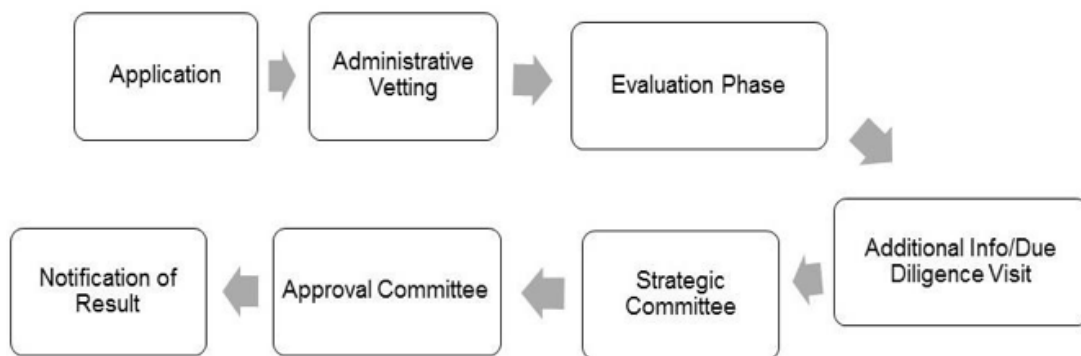 Application
Administrative
Vetting
Evaluation Phase
Additional Info/Due
Diligence Visit
Strategic
Committee
Approval Committee
Notification of
Result